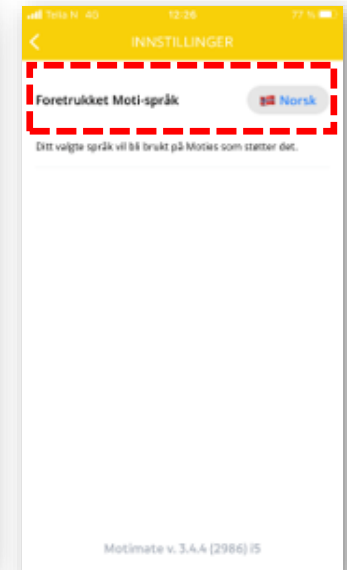 Telia N 4G 12:26 77 %
INNSTILLINGER
Foretrukket Moti-språk Norsk
Ditt valgte språk vil bli brukt på Moties som støtter det.
Motimate v. 3.4.4 (2986) i5